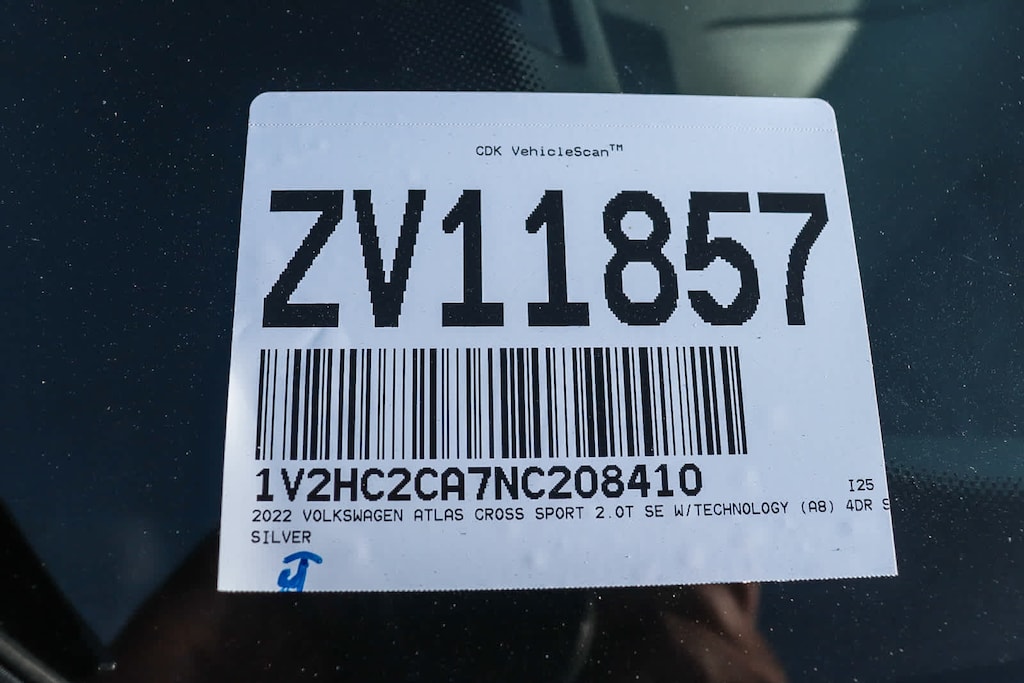 CDK VehicleScan™
ZV11857
1V2HC2CA7NC208410
I25
2022 VOLKSWAGEN ATLAS CROSS SPORT 2.0T SE W/TECHNOLOGY (A8) 4DR S
SILVER